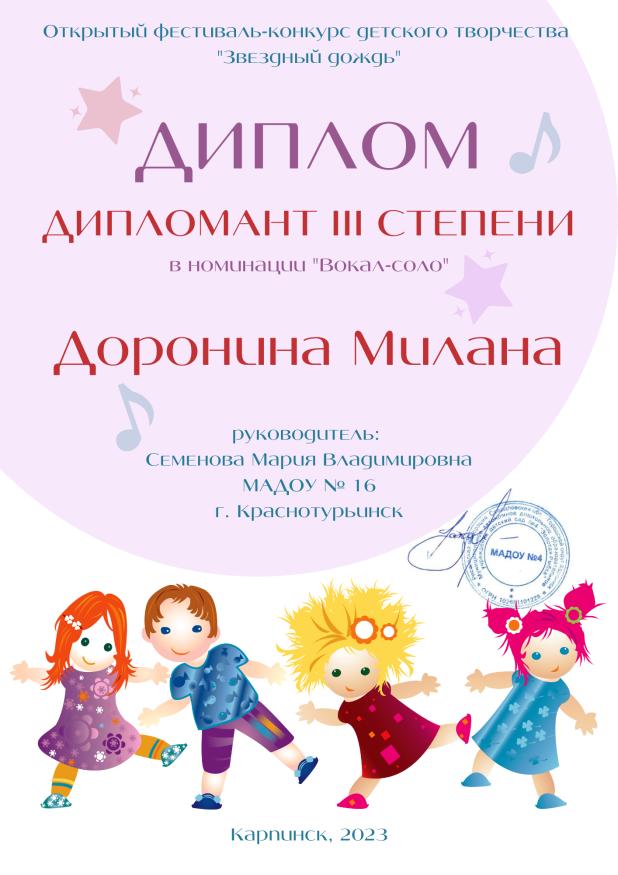 Открытый фестиваль-конкурс детского творчества
"Звездный дождь"
ДИПЛОМ
ДИПЛОМАНТ III СТЕПЕНИ
в номинации "Вокал-соло"
Доронина Милана
руководитель:
Семенова Мария Владимировна
МАДОУ № 16
г. Краснотурьинск
МАДОУ №4
Карпинск, 2023